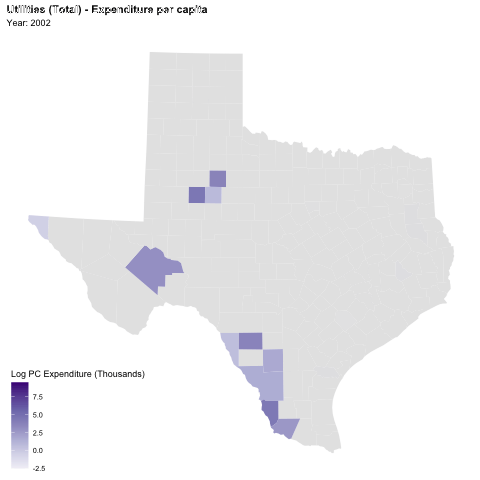 Utilities (Total) - Expenditure per capita
Year: 2002
Log PC Expenditure (Thousands)
7.5
5.0
2.5
0.0
-2.5